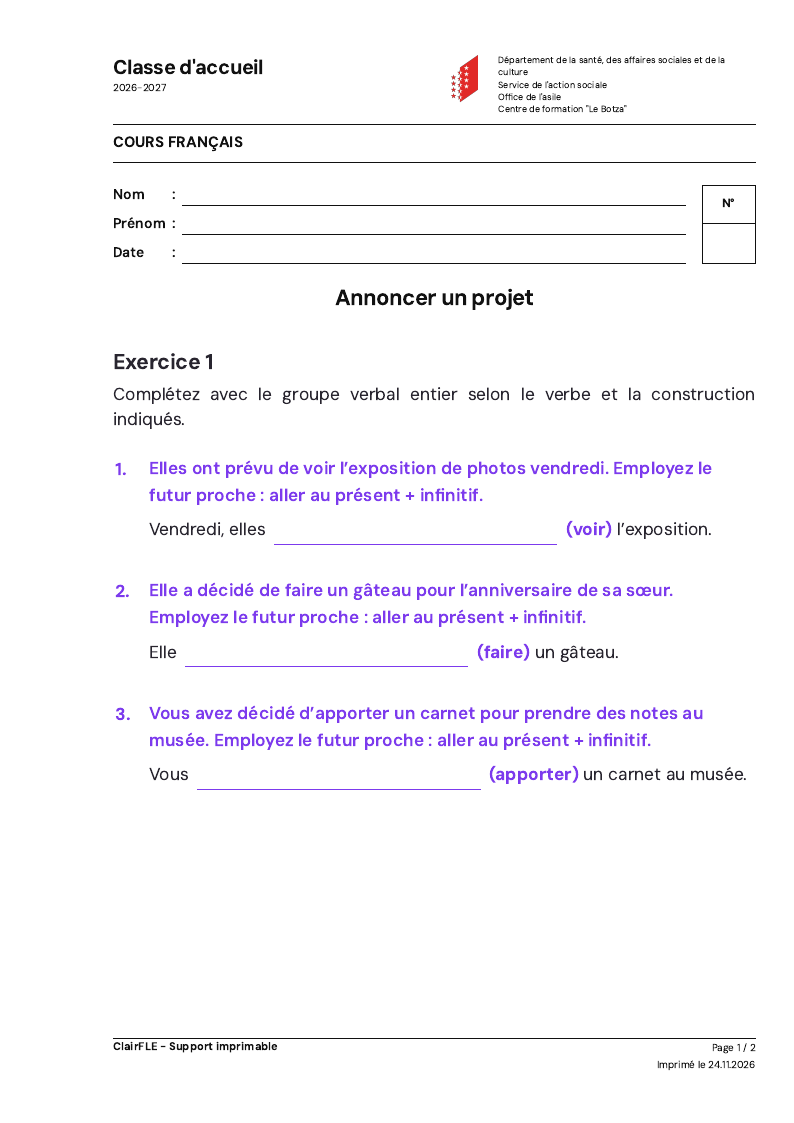 Classe d'accueil
2026-2027
Département de la santé, des affaires sociales et de la
culture
Service de l'action sociale
Office de l'asile
Centre de formation "Le Botza"
COURS FRANÇAIS
Nom :
Prénom :
Date :
N°
Annoncer un projet
Exercice 1
Complétez avec le groupe verbal entier selon le verbe et la construction
indiqués.
1. Elles ont prévu de voir l’exposition de photos vendredi. Employez le
futur proche : aller au présent + infinitif.
Vendredi, elles (voir) l’exposition.
2. Elle a décidé de faire un gâteau pour l’anniversaire de sa sœur.
Employez le futur proche : aller au présent + infinitif.
Elle (faire) un gâteau.
3. Vous avez décidé d’apporter un carnet pour prendre des notes au
musée. Employez le futur proche : aller au présent + infinitif.
Vous (apporter) un carnet au musée.
ClairFLE - Support imprimable
Page 1 / 2
Imprimé le 24.11.2026